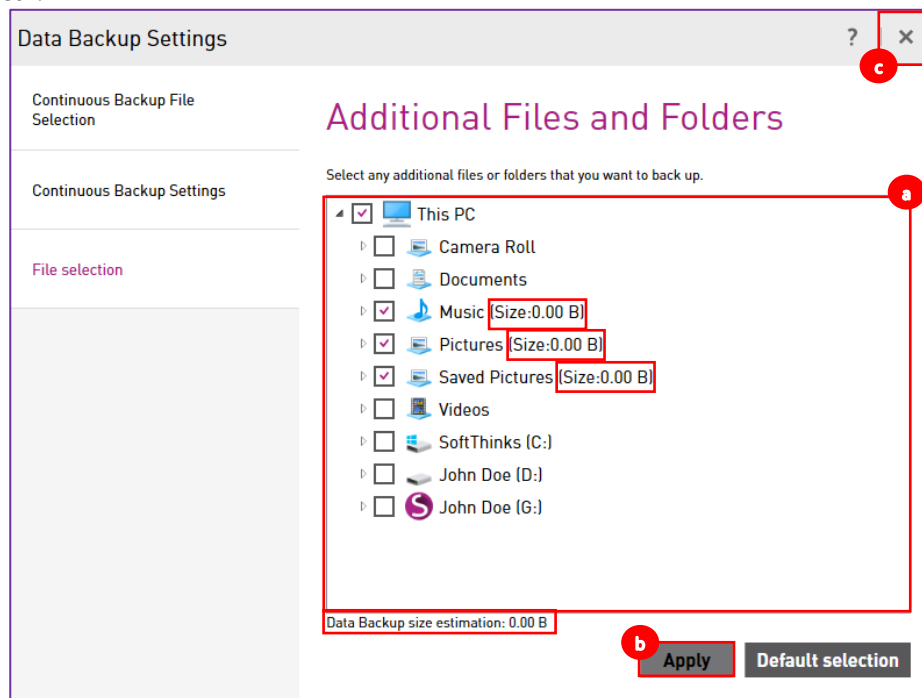 Data Backup Settings ? ×
c
Continuous Backup File
Selection
Additional Files and Folders
Select any additional files or folders that you want to back up.
a
Continuous Backup Settings
This PC
Camera Roll
File selection
Documents
Music (Size:0.00 B)
Pictures (Size:0.00 B)
Saved Pictures (Size:0.00 B)
Videos
SoftThinks (C:)
John Doe (D:)
S John Doe (G:)
Data Backup size estimation: 0.00 B
b
Apply Default selection